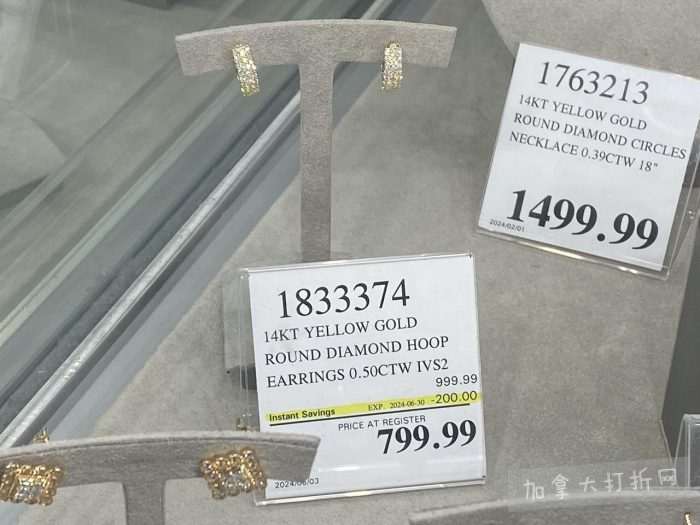 1763213
14KT YELLOW GOLD
ROUND DIAMOND CIRCLES
NECKLACE 0.39CTW 18"
1499.99
2024/02/01
1833374
14KT YELLOW GOLD
ROUND DIAMOND HOOP
EARRINGS 0.50CTW IVS2
999.99
Instant Savings EXP. 2024-06-30 -200.00
PRICE AT REGISTER
799.99
2024/06/03
加拿大打折网